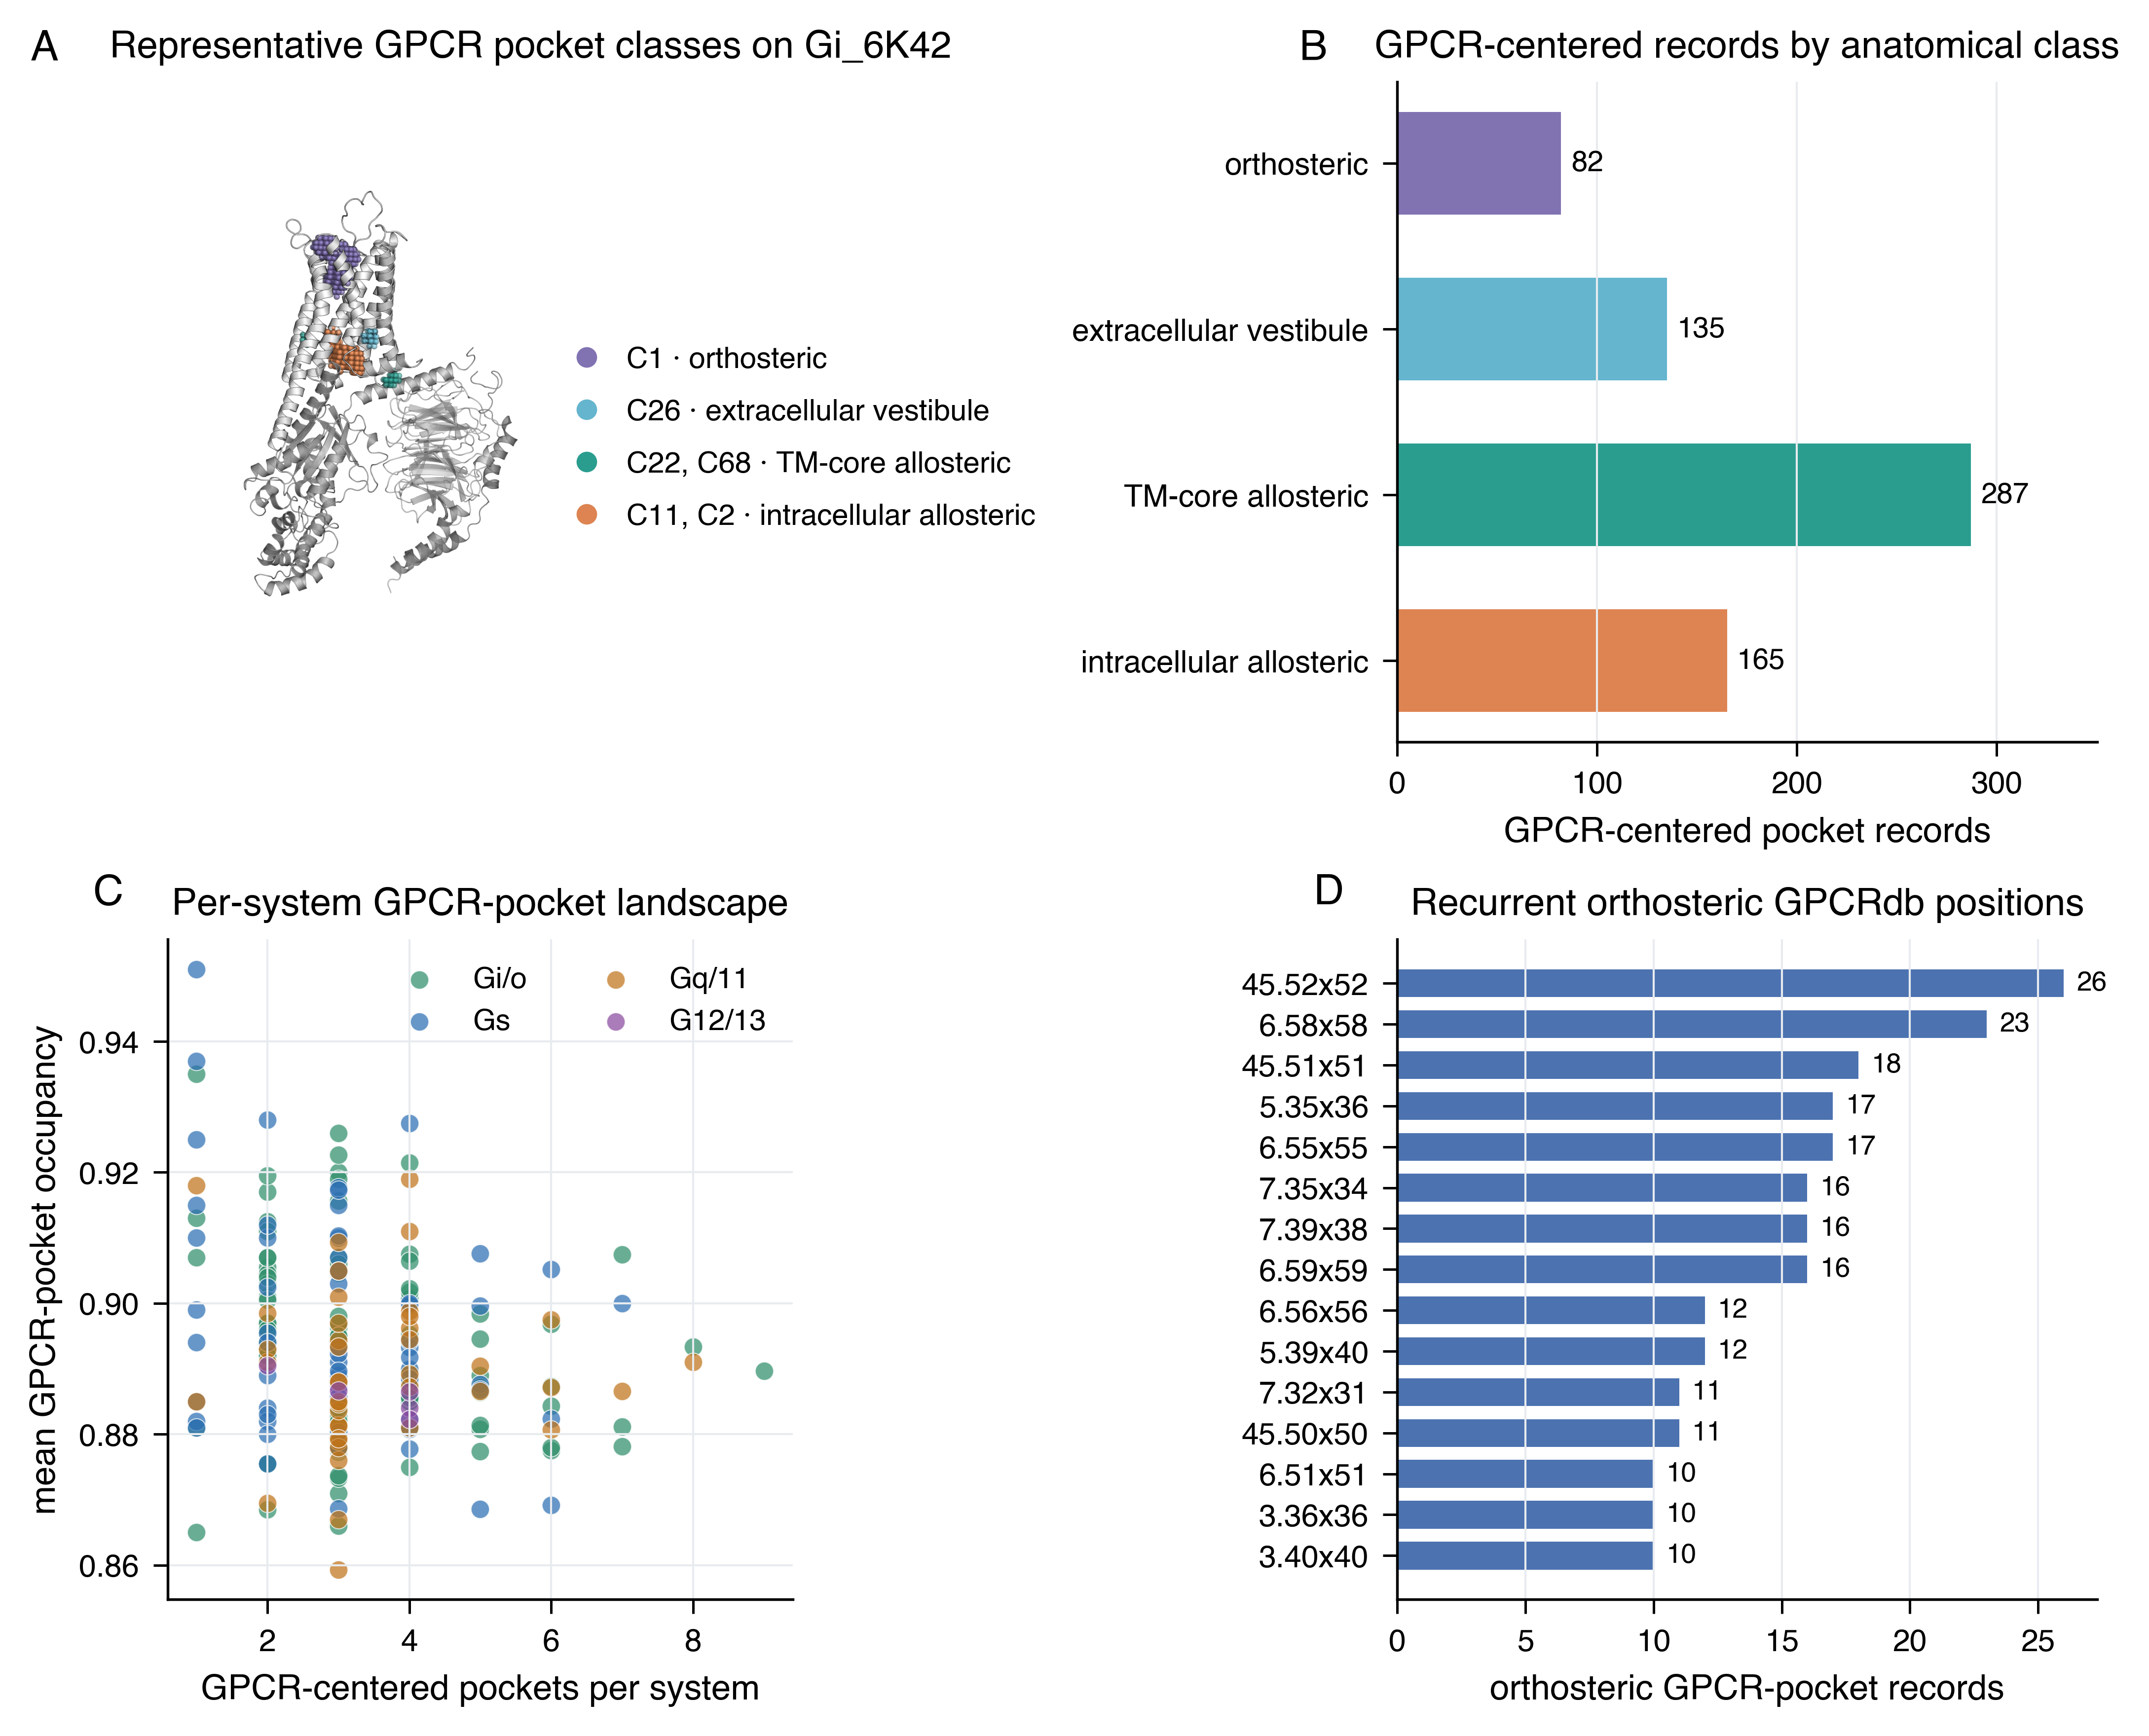 A
Representative GPCR pocket classes on Gi_6K42
C1 · orthosteric
C26 · extracellular vestibule
C22, C68 · TM-core allosteric
C11, C2 · intracellular allosteric
B
GPCR-centered records by anatomical class
orthosteric
82
extracellular vestibule
135
TM-core allosteric
287
intracellular allosteric
165
0 100 200 300
GPCR-centered pocket records
C
Per-system GPCR-pocket landscape
Gi/o
Gs
Gq/11
G12/13
mean GPCR-pocket occupancy
0.94
0.92
0.90
0.88
0.86
2 4 6 8
GPCR-centered pockets per system
D
Recurrent orthosteric GPCRdb positions
45.52x52 26
6.58x58 23
45.51x51 18
5.35x36 17
6.55x55 17
7.35x34 16
7.39x38 16
6.59x59 16
6.56x56 12
5.39x40 12
7.32x31 11
45.50x50 11
6.51x51 10
3.36x36 10
3.40x40 10
0 5 10 15 20 25
orthosteric GPCR-pocket records